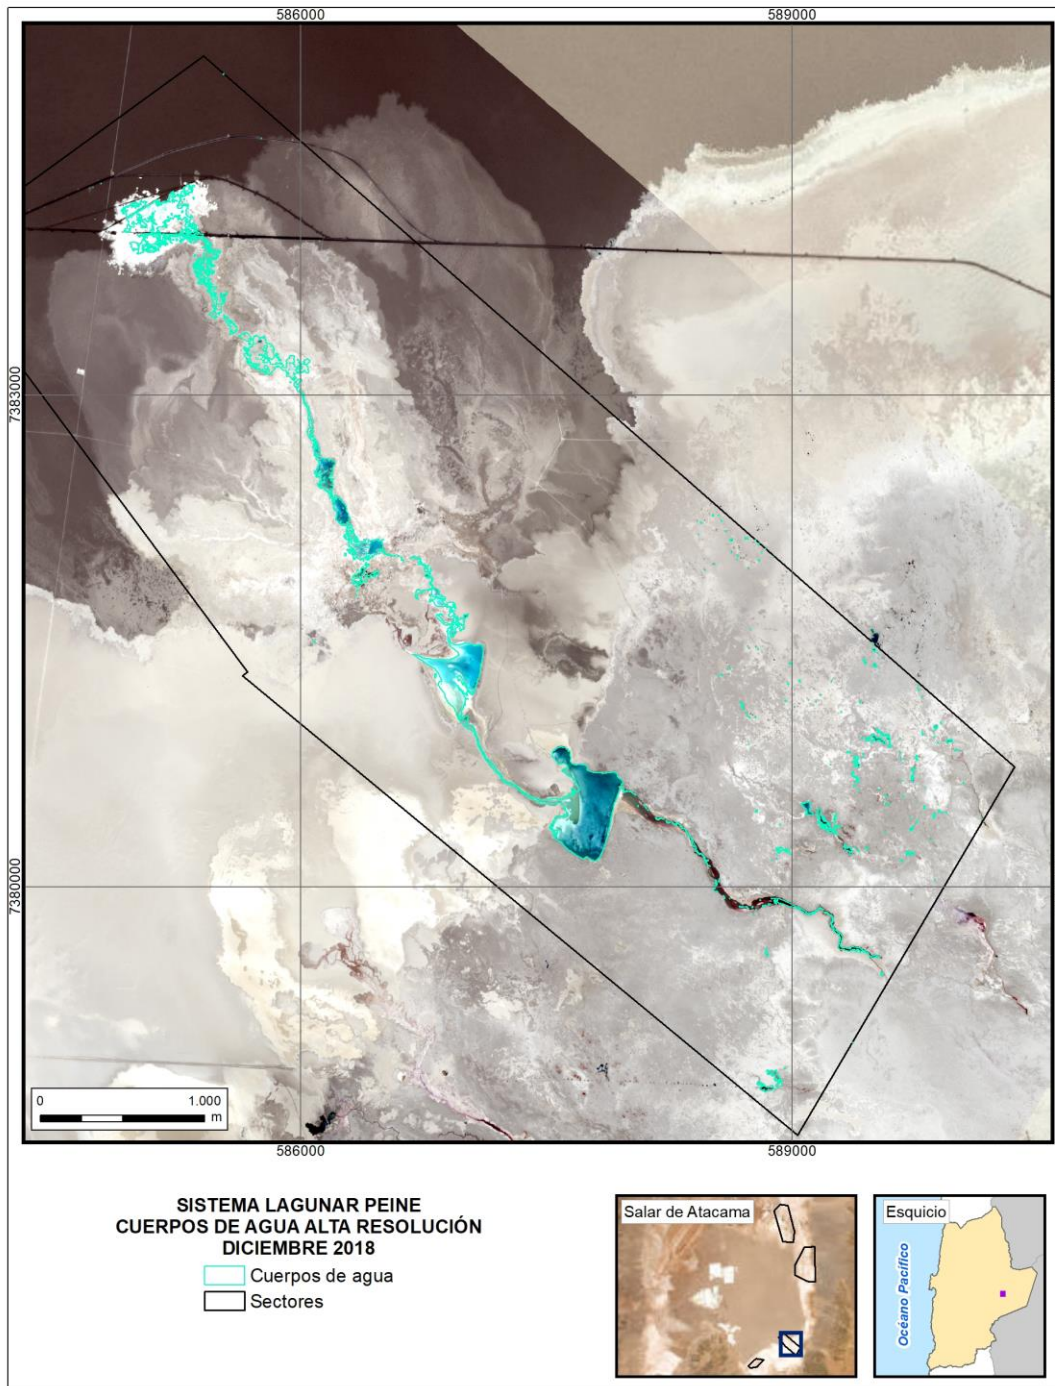 586000
589000
7383000
7380000
0
1.000
m
586000
589000
SISTEMA LAGUNAR PEINE
CUERPOS DE AGUA ALTA RESOLUCIÓN
DICIEMBRE 2018
Cuerpos de agua
Sectores
Salar de Atacama
Esquicio
Océano Pacífico